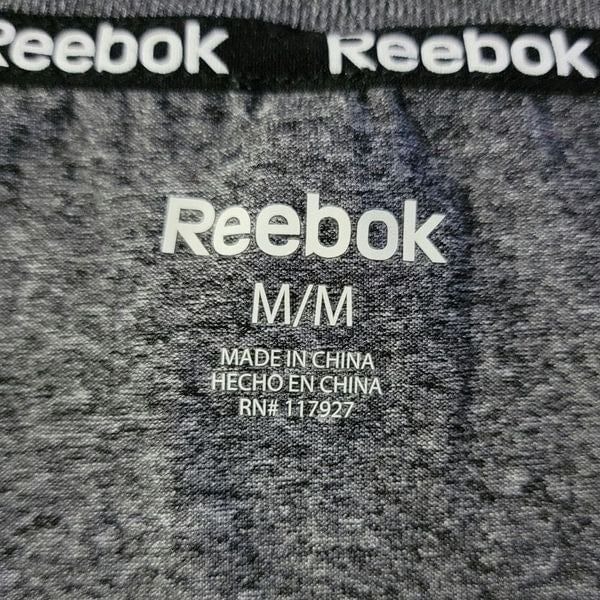 Reebok Reebok
Reebok
M/M
MADE IN CHINA
HECHO EN CHINA
RN# 117927